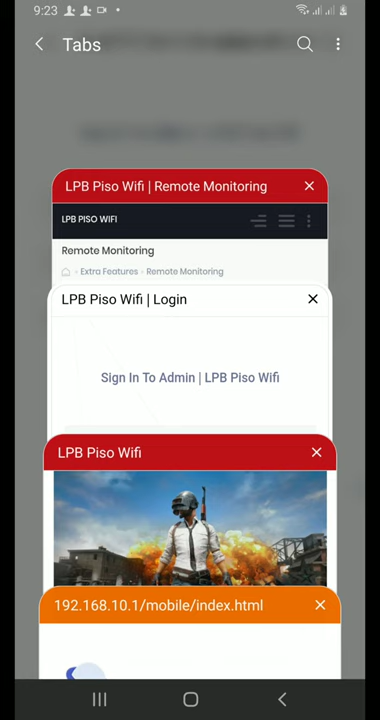 9:23
Tabs
LPB Piso Wifi | Remote Monitoring
LPB PISO WIFI
Remote Monitoring
Extra Features - Remote Monitoring
LPB Piso Wifi | Login
Sign In To Admin | LPB Piso Wifi
LPB Piso Wifi
192.168.10.1/mobile/index.html